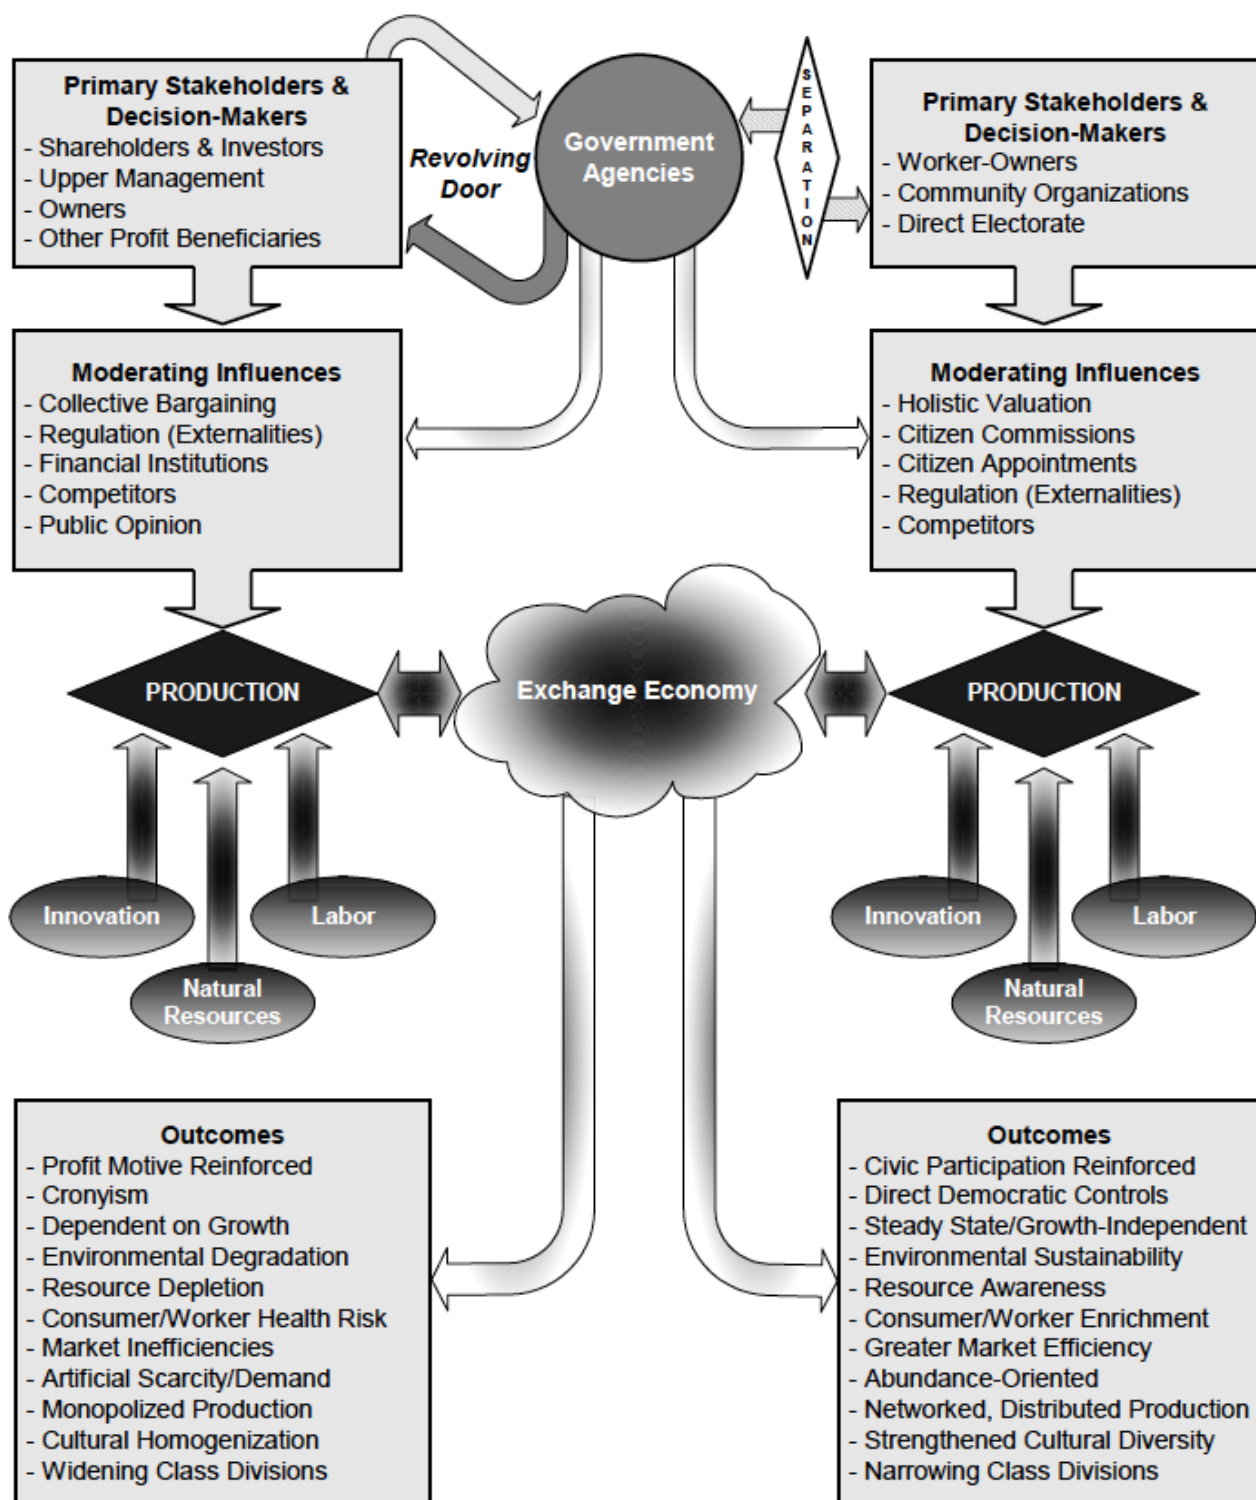 Primary Stakeholders &
Decision-Makers
- Shareholders & Investors
- Upper Management
- Owners
- Other Profit Beneficiaries
Revolving
Door
Government
Agencies
SEPARATION
Primary Stakeholders &
Decision-Makers
- Worker-Owners
- Community Organizations
- Direct Electorate
Moderating Influences
- Collective Bargaining
- Regulation (Externalities)
- Financial Institutions
- Competitors
- Public Opinion
Moderating Influences
- Holistic Valuation
- Citizen Commissions
- Citizen Appointments
- Regulation (Externalities)
- Competitors
PRODUCTION
Exchange Economy
PRODUCTION
Innovation
Labor
Natural
Resources
Innovation
Labor
Natural
Resources
Outcomes
- Profit Motive Reinforced
- Cronyism
- Dependent on Growth
- Environmental Degradation
- Resource Depletion
- Consumer/Worker Health Risk
- Market Inefficiencies
- Artificial Scarcity/Demand
- Monopolized Production
- Cultural Homogenization
- Widening Class Divisions
Outcomes
- Civic Participation Reinforced
- Direct Democratic Controls
- Steady State/Growth-Independent
- Environmental Sustainability
- Resource Awareness
- Consumer/Worker Enrichment
- Greater Market Efficiency
- Abundance-Oriented
- Networked, Distributed Production
- Strengthened Cultural Diversity
- Narrowing Class Divisions